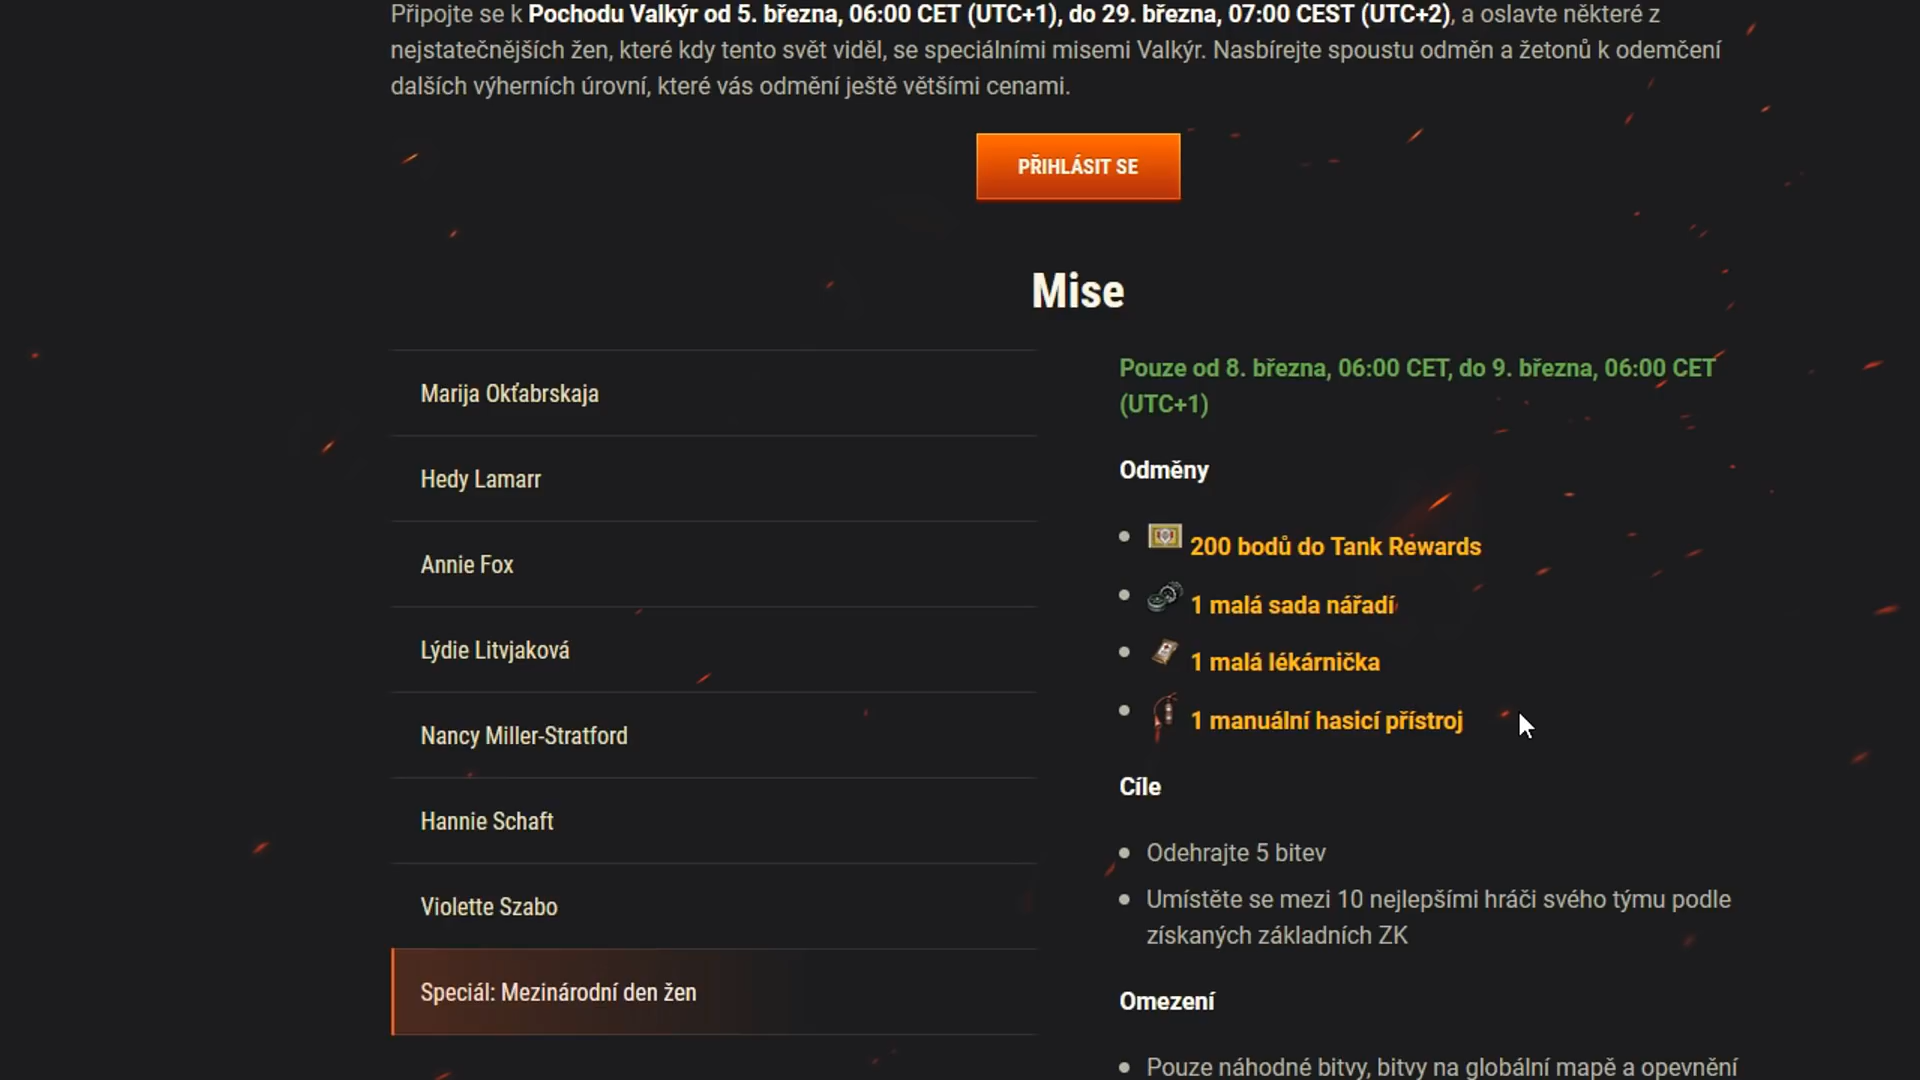 Připojte se k Pochodu Valkýr od 5. března, 06:00 CET (UTC+1), do 29. března, 07:00 CEST (UTC+2), a oslavte některé z
nejstatečnějších žen, které kdy tento svět viděl, se speciálními misemi Valkýr. Nasbírejte spoustu odměn a žetonů k odemčení
dalších výherních úrovní, které vás odmění ještě většími cenami.
PŘIHLÁSIT SE
Mise
Marija Okťabrskaja
Hedy Lamarr
Annie Fox
Lýdie Litvjaková
Nancy Miller-Stratford
Hannie Schaft
Violette Szabo
Speciál: Mezinárodní den žen
Pouze od 8. března, 06:00 CET, do 9. března, 06:00 CET
(UTC+1)
Odměny
200 bodů do Tank Rewards
1 malá sada nářadí
1 malá lékárnička
1 manuální hasicí přístroj
Cíle
Odehrajte 5 bitev
Umístěte se mezi 10 nejlepšími hráči svého týmu podle
získaných základních ZK
Omezení
Pouze náhodné bitvy, bitvy na globální mapě a opevnění